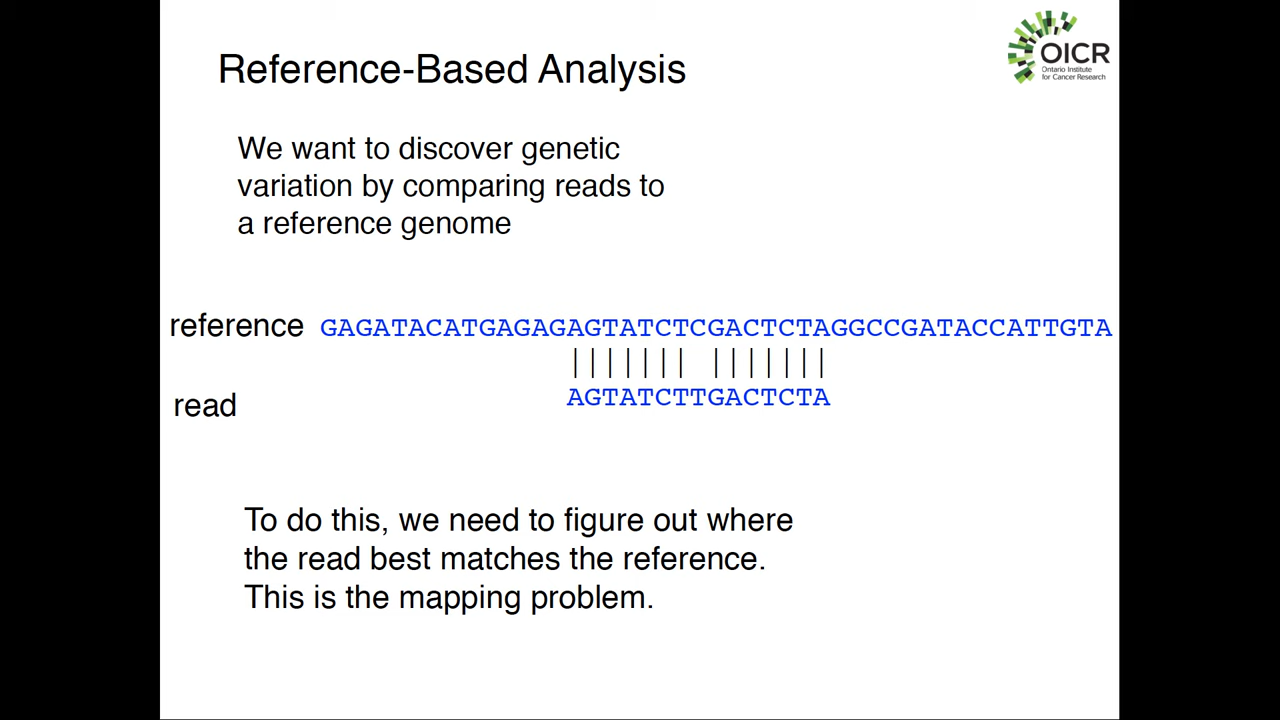 Reference-Based Analysis
OICR
Ontario Institute
for Cancer Research
We want to discover genetic
variation by comparing reads to
a reference genome
reference GAGATACATGAGAGAGTATCTCGACTCTAGGCCGATACCATTGTA
||||||| |||||||
read AGTATCTTGACTCTA
To do this, we need to figure out where
the read best matches the reference.
This is the mapping problem.